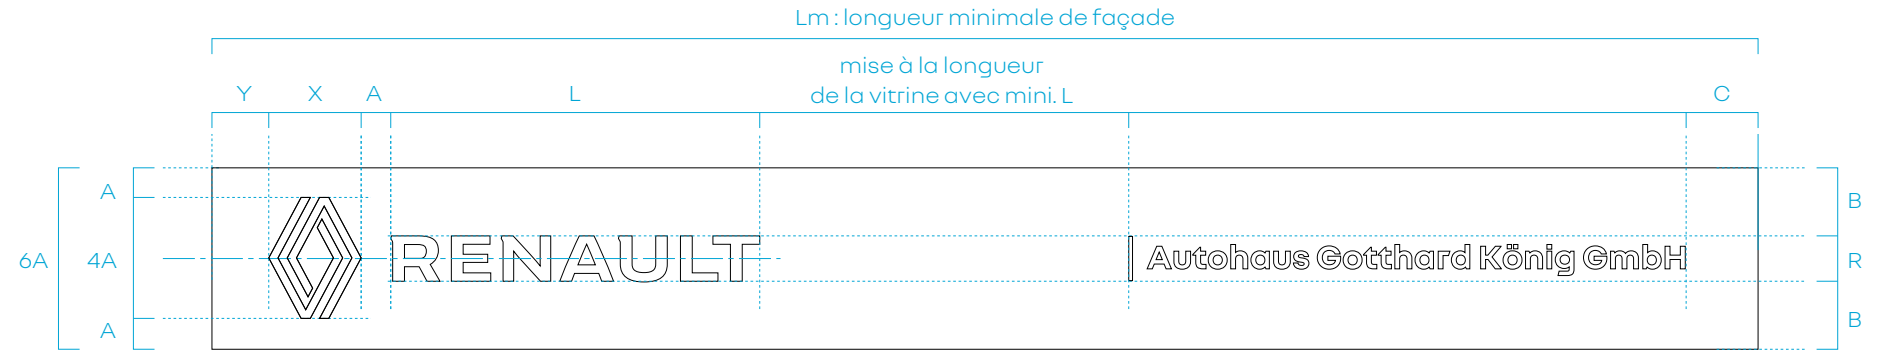 Lm : longueur minimale de façade
mise à la longueur
de la vitrine avec mini. L
Y X A L C
A
6A 4A
A
RENAULT
Autohaus Gotthard König GmbH
B
R
B